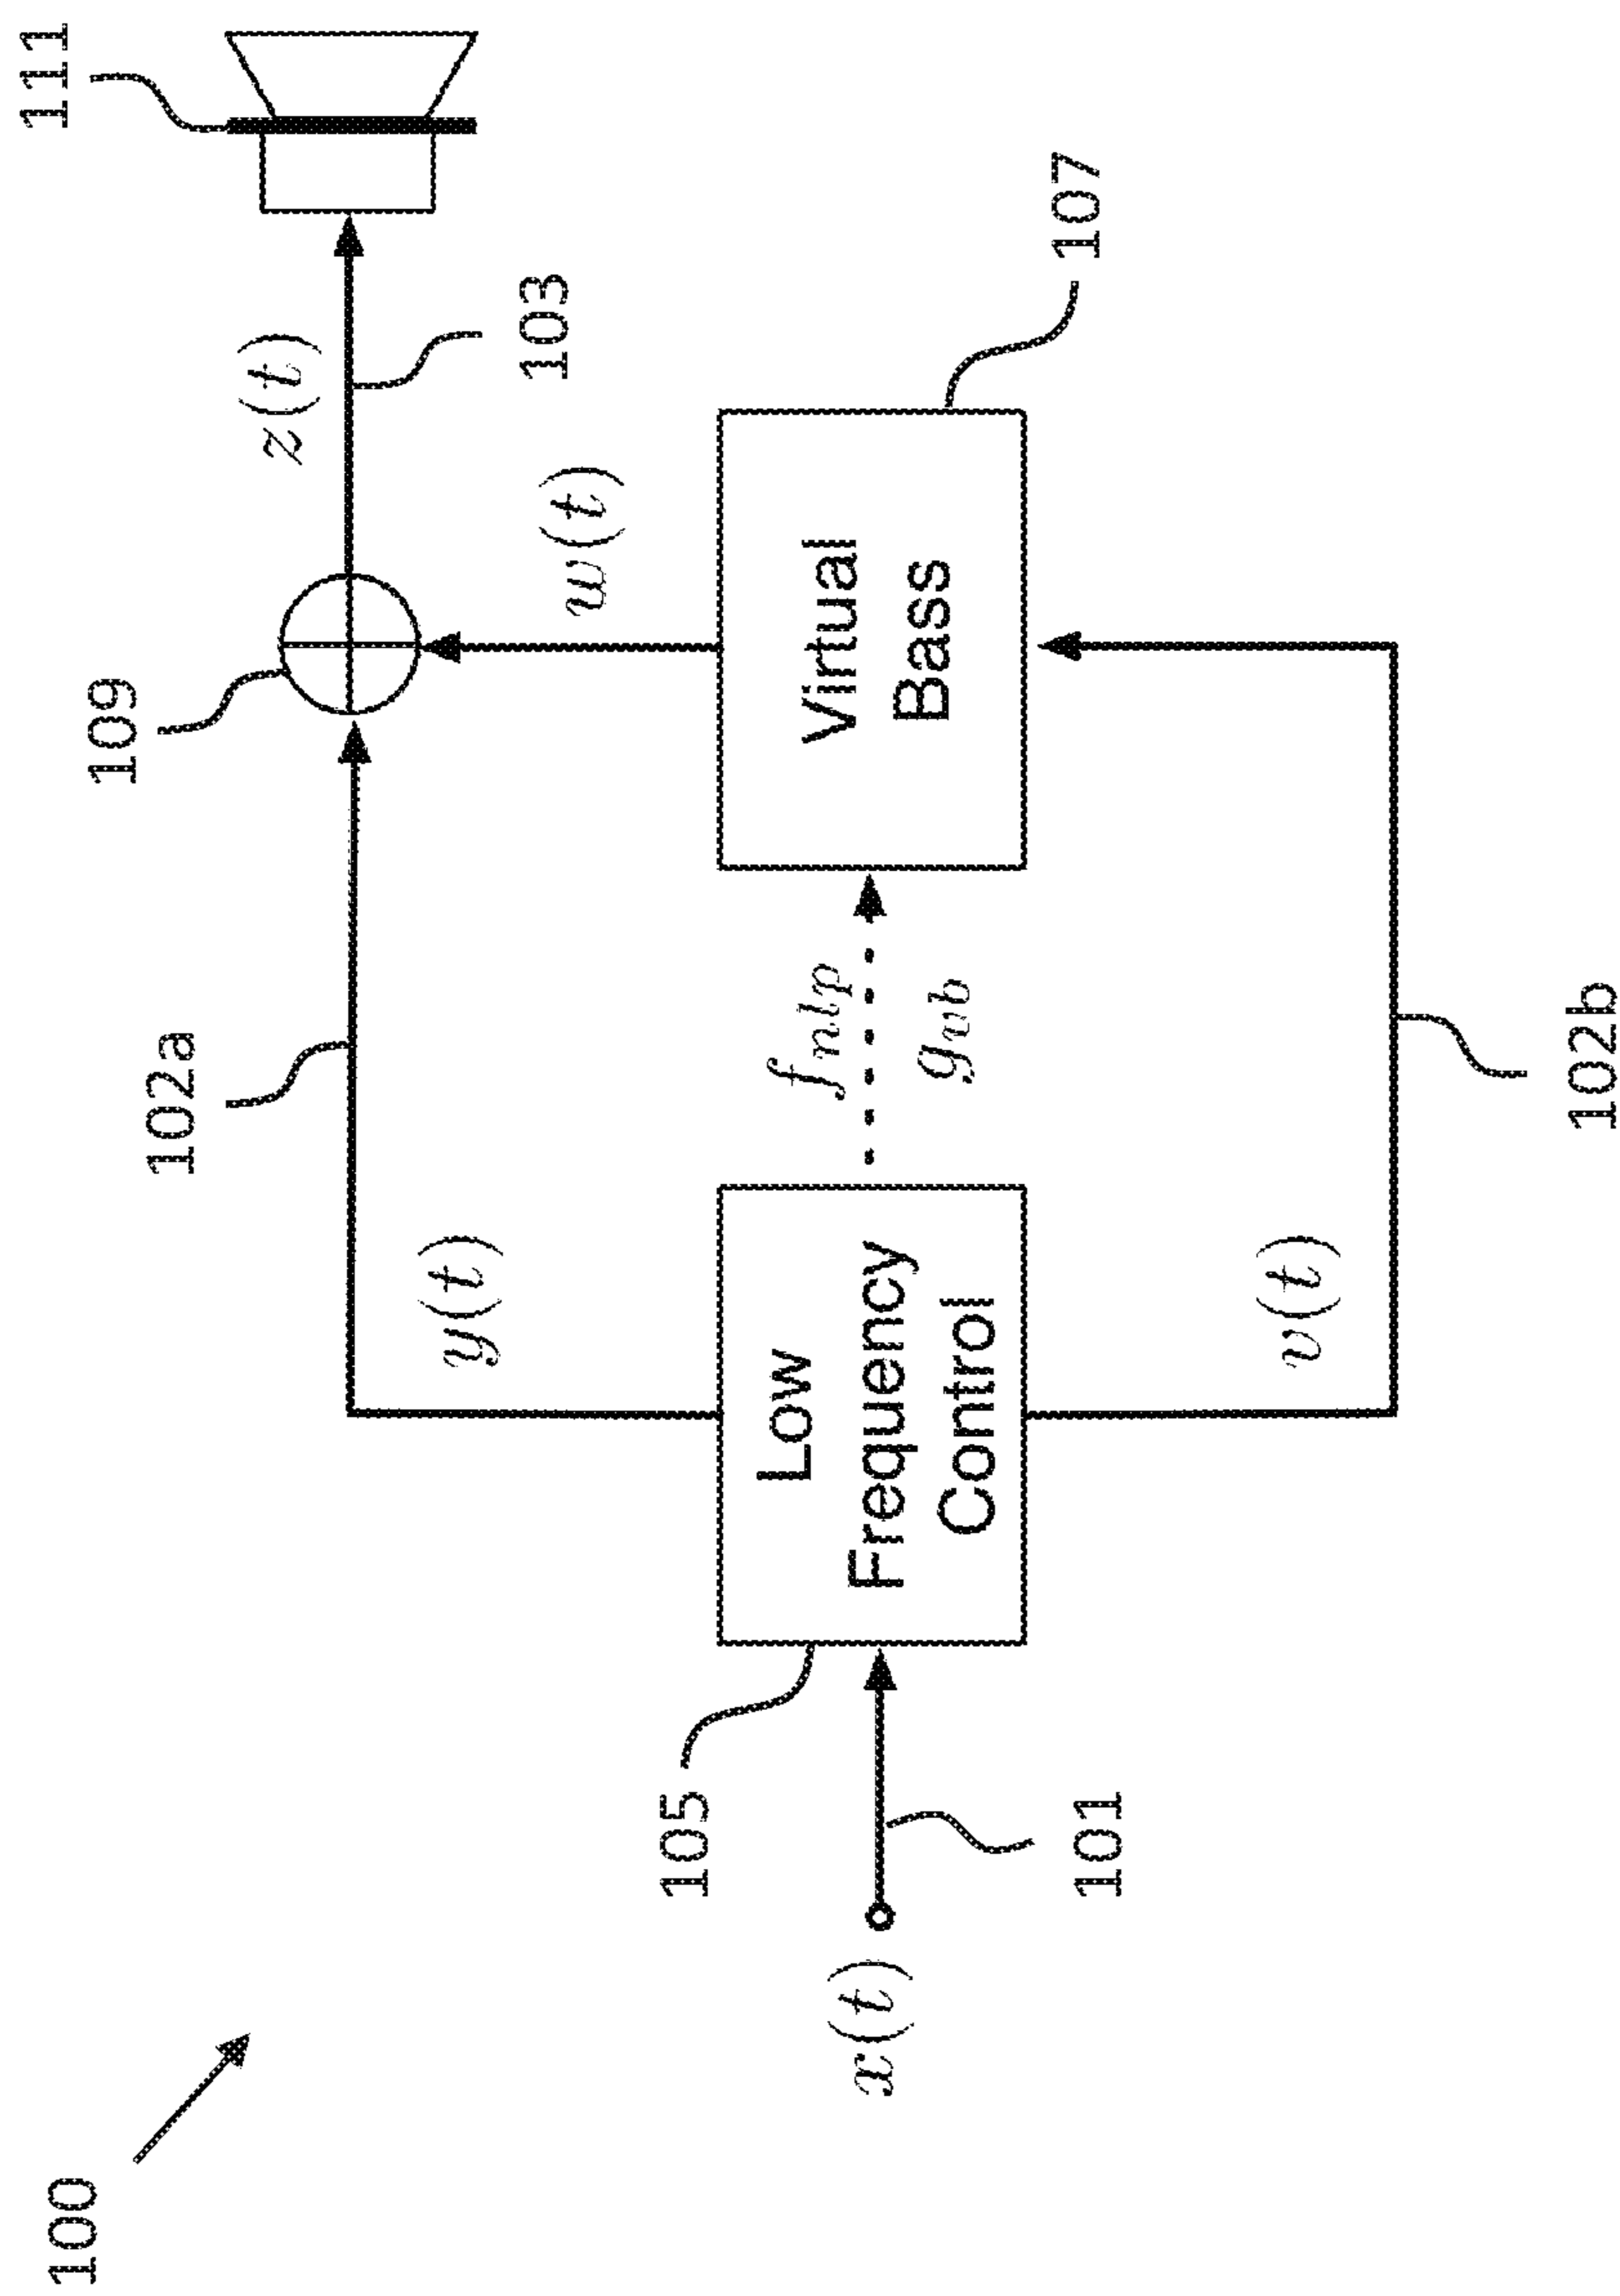 100
111
z(t)
103
109
102a
y(t)
w(t)
x(t)
101
105
Low
Frequency
Control
f_{nlp}
g_{vb}
Virtual
Bass
107
v(t)
102b